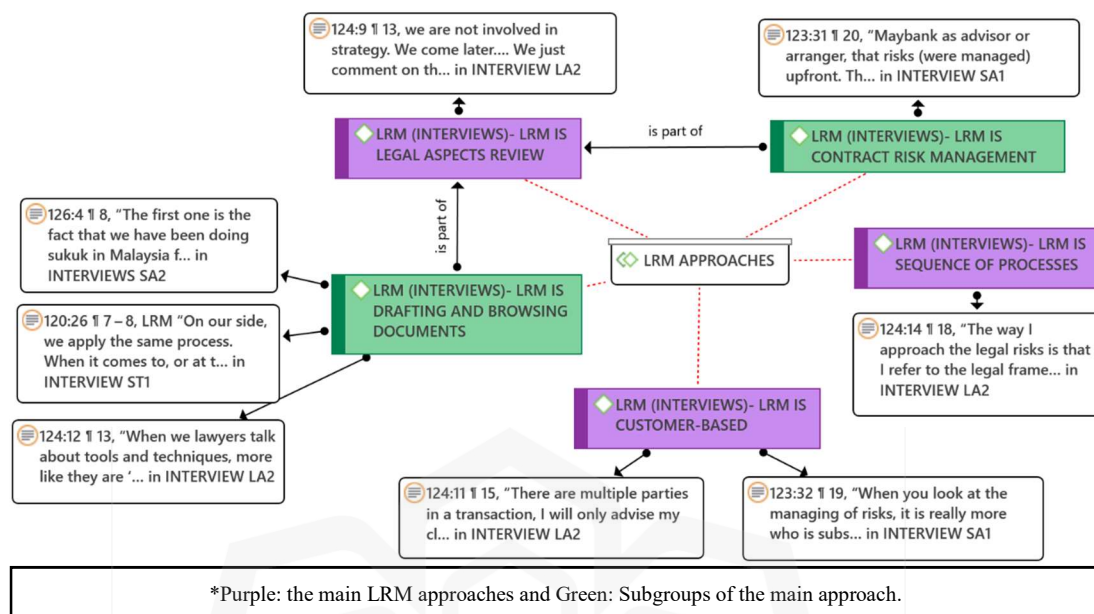 124:9 ¶ 13, we are not involved in
strategy. We come later.... We just
comment on th... in INTERVIEW LA2
123:31 ¶ 20, “Maybank as advisor or
arranger, that risks (were managed)
upfront. Th... in INTERVIEW SA1
LRM (INTERVIEWS)- LRM IS
LEGAL ASPECTS REVIEW
is part of
LRM (INTERVIEWS)- LRM IS
CONTRACT RISK MANAGEMENT
126:4 ¶ 8, “The first one is the
fact that we have been doing
sukuk in Malaysia f... in
INTERVIEWS SA2
is part of
LRM APPROACHES
LRM (INTERVIEWS)- LRM IS
SEQUENCE OF PROCESSES
LRM (INTERVIEWS)- LRM IS
DRAFTING AND BROWSING
DOCUMENTS
120:26 ¶ 7 – 8, LRM “On our side,
we apply the same process.
When it comes to, or at t... in
INTERVIEW ST1
124:14 ¶ 18, “The way I
approach the legal risks is that
I refer to the legal frame... in
INTERVIEW LA2
LRM (INTERVIEWS)- LRM IS
CUSTOMER-BASED
124:12 ¶ 13, “When we lawyers talk
about tools and techniques, more
like they are ‘... in INTERVIEW LA2
124:11 ¶ 15, “There are multiple parties
in a transaction, I will only advise my
cl... in INTERVIEW LA2
123:32 ¶ 19, “When you look at the
managing of risks, it is really more
who is subs... in INTERVIEW SA1
*Purple: the main LRM approaches and Green: Subgroups of the main approach.